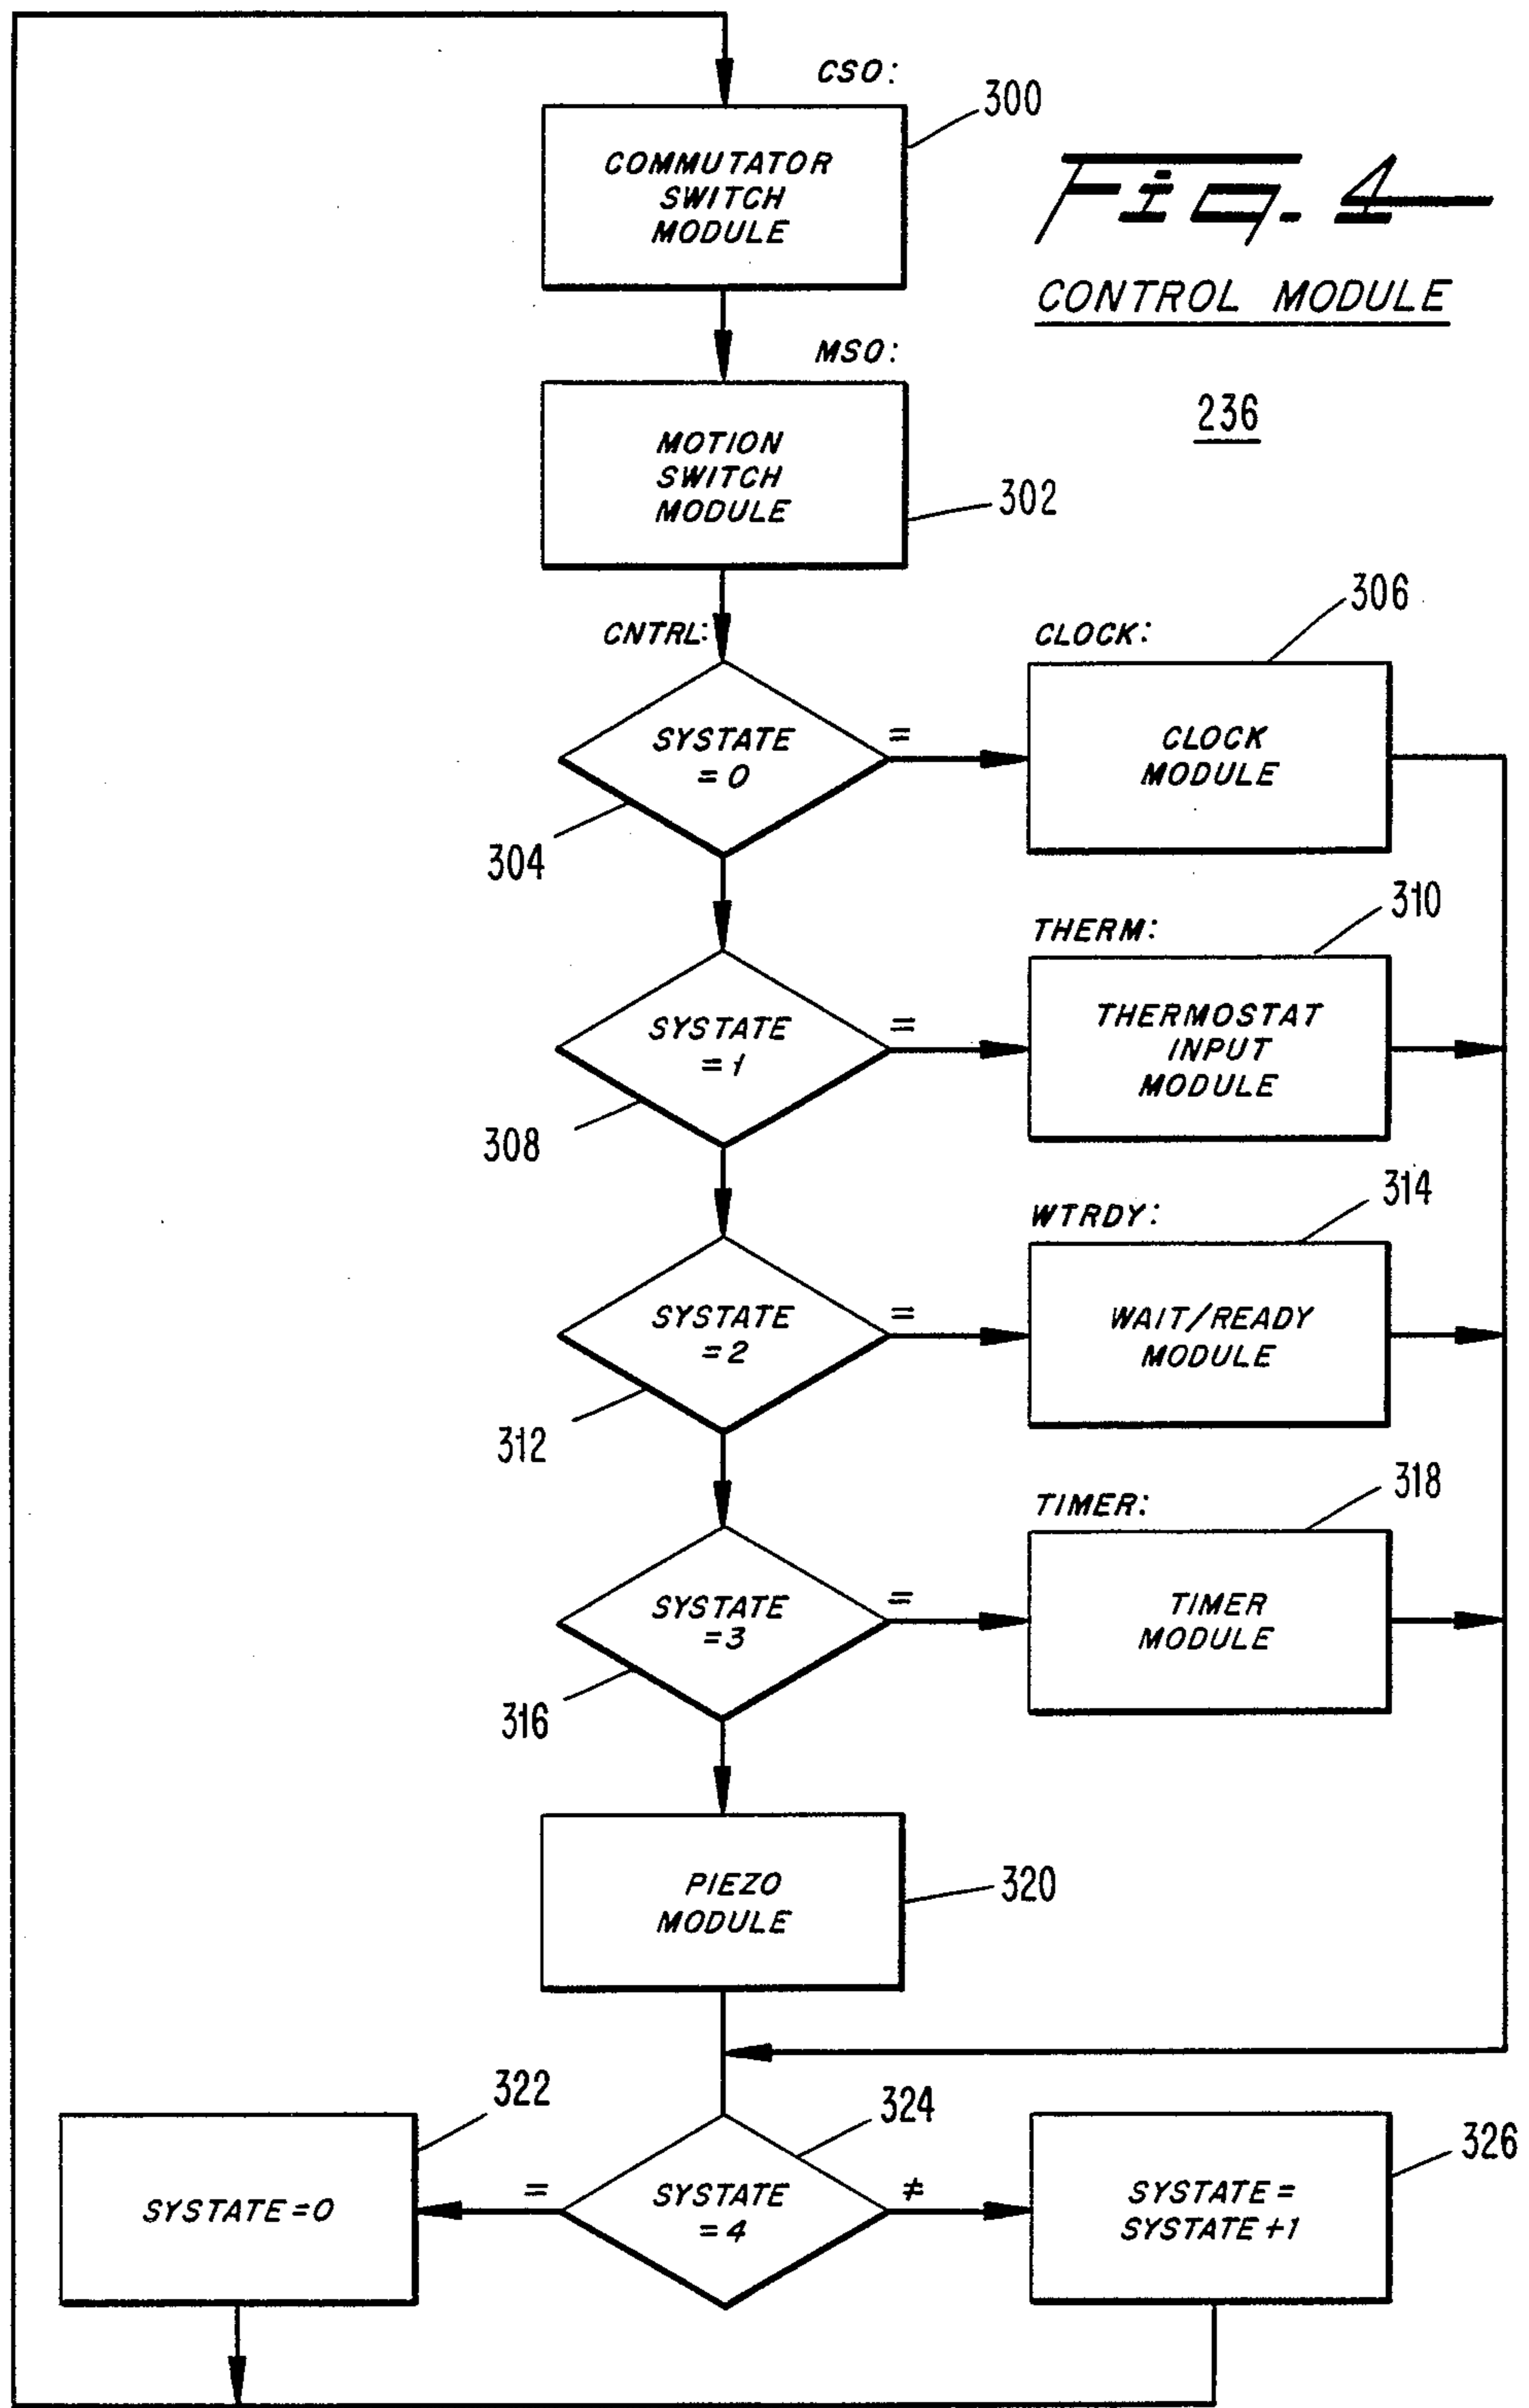 CSO:
300
COMMUTATOR
SWITCH
MODULE
Fig. 4
CONTROL MODULE
MSO:
236
MOTION
SWITCH
MODULE
302
306
CNTRL:
CLOCK:
SYSTATE
=0
=
CLOCK
MODULE
304
310
THERM:
SYSTATE
=1
=
THERMOSTAT
INPUT
MODULE
308
314
WTRDY:
SYSTATE
=2
=
WAIT/READY
MODULE
312
318
TIMER:
SYSTATE
=3
=
TIMER
MODULE
316
PIEZO
MODULE
320
322
324
326
SYSTATE=0
=
SYSTATE
=4
≠
SYSTATE=
SYSTATE+1